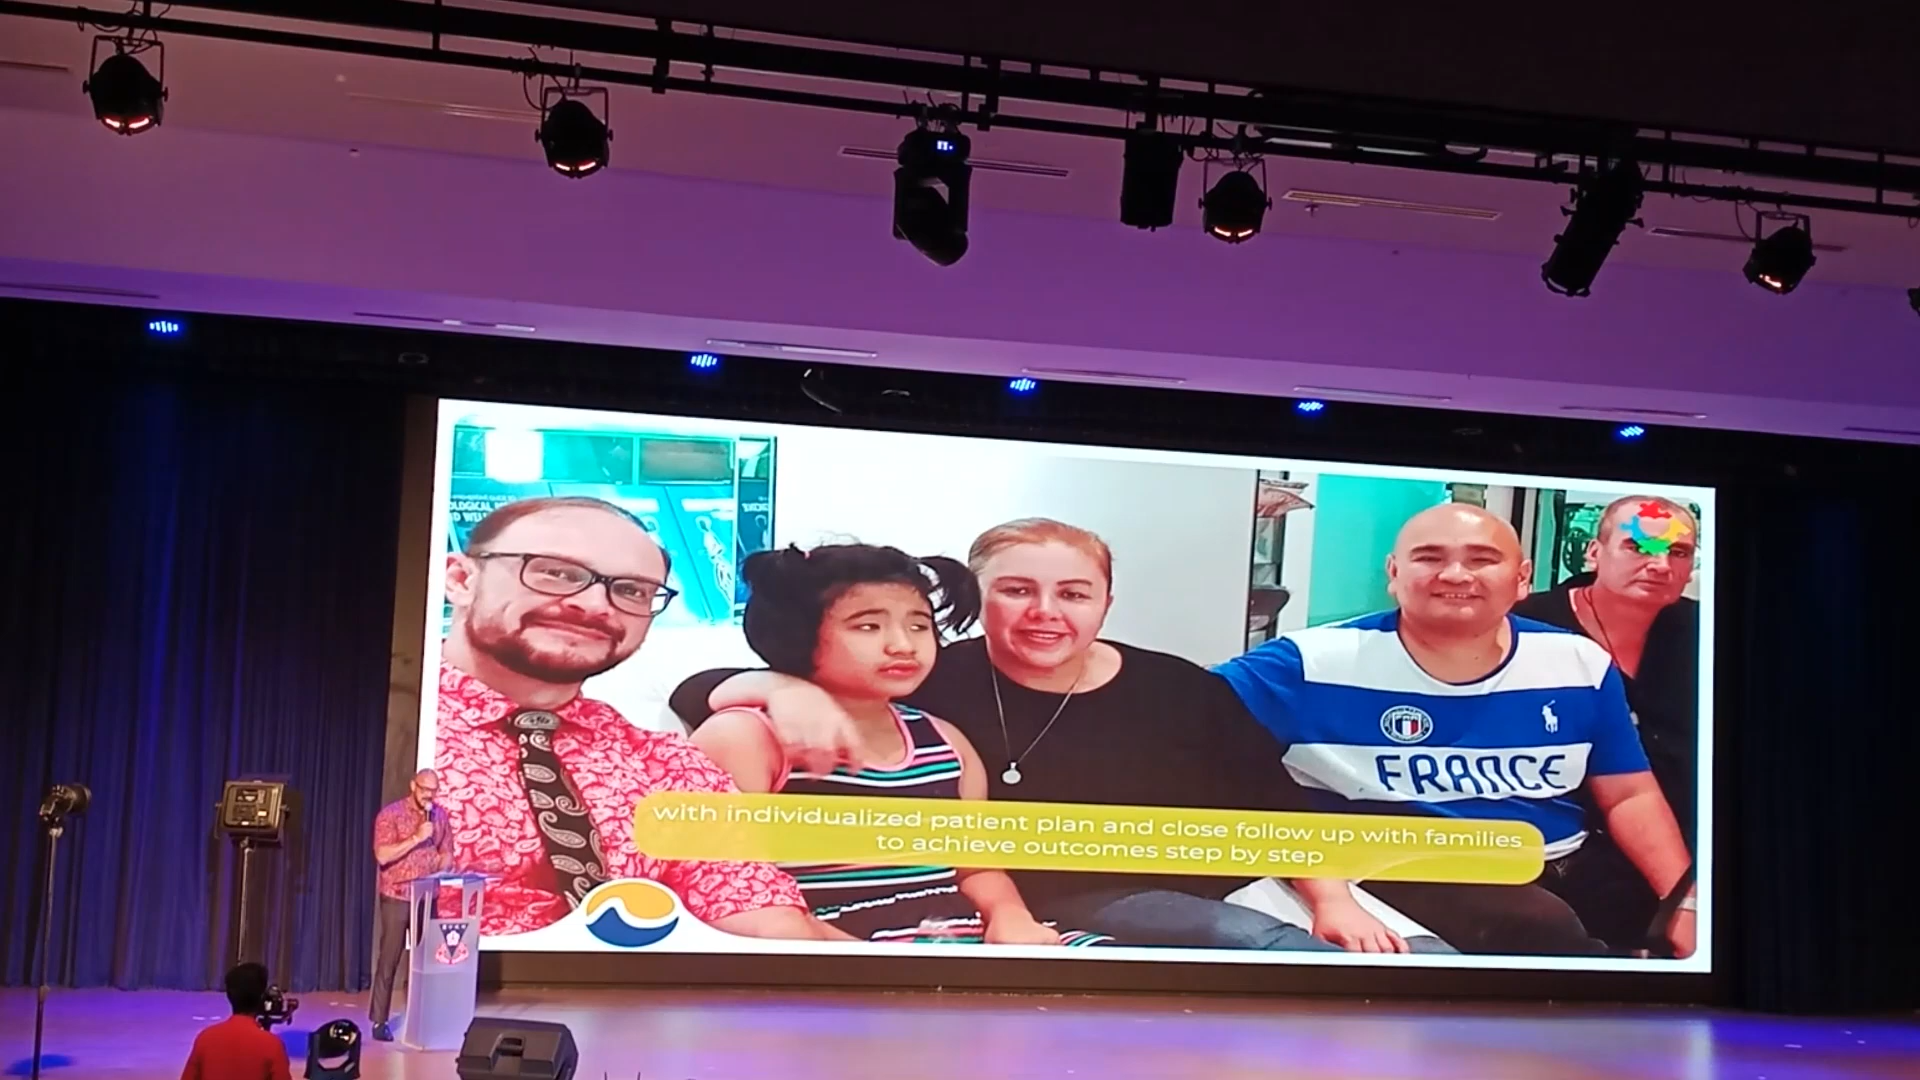 with individualized patient plan and close follow up with families
to achieve outcomes step by step
FRANCE